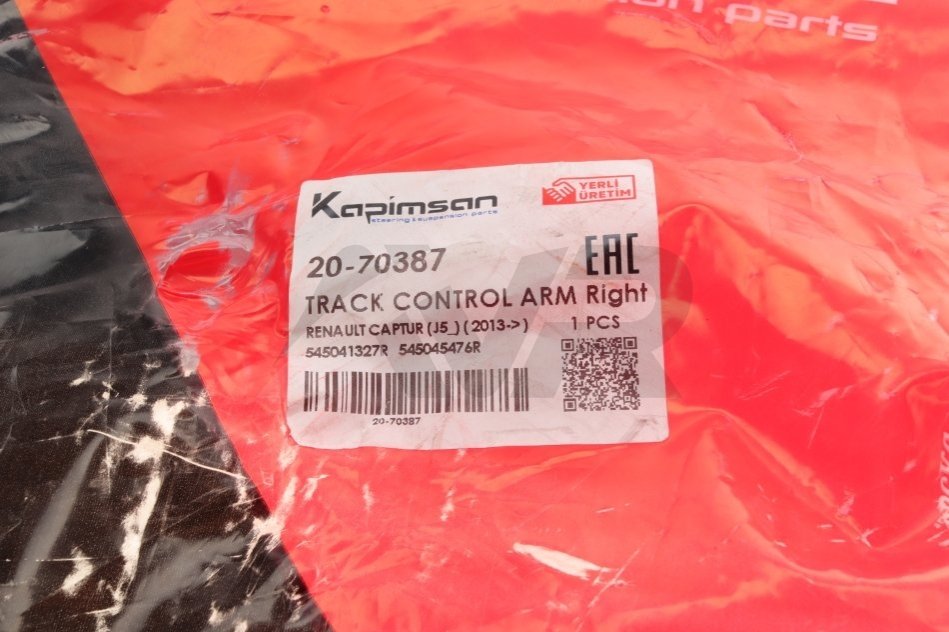 ion parts
Kapimsan
steering & suspension parts
YERLİ
ÜRETİM
20-70387
EAC
TRACK CONTROL ARM Right
RENAULT CAPTUR (J5_) ( 2013-> )
1 PCS
545041327R 545045476R
20-70387